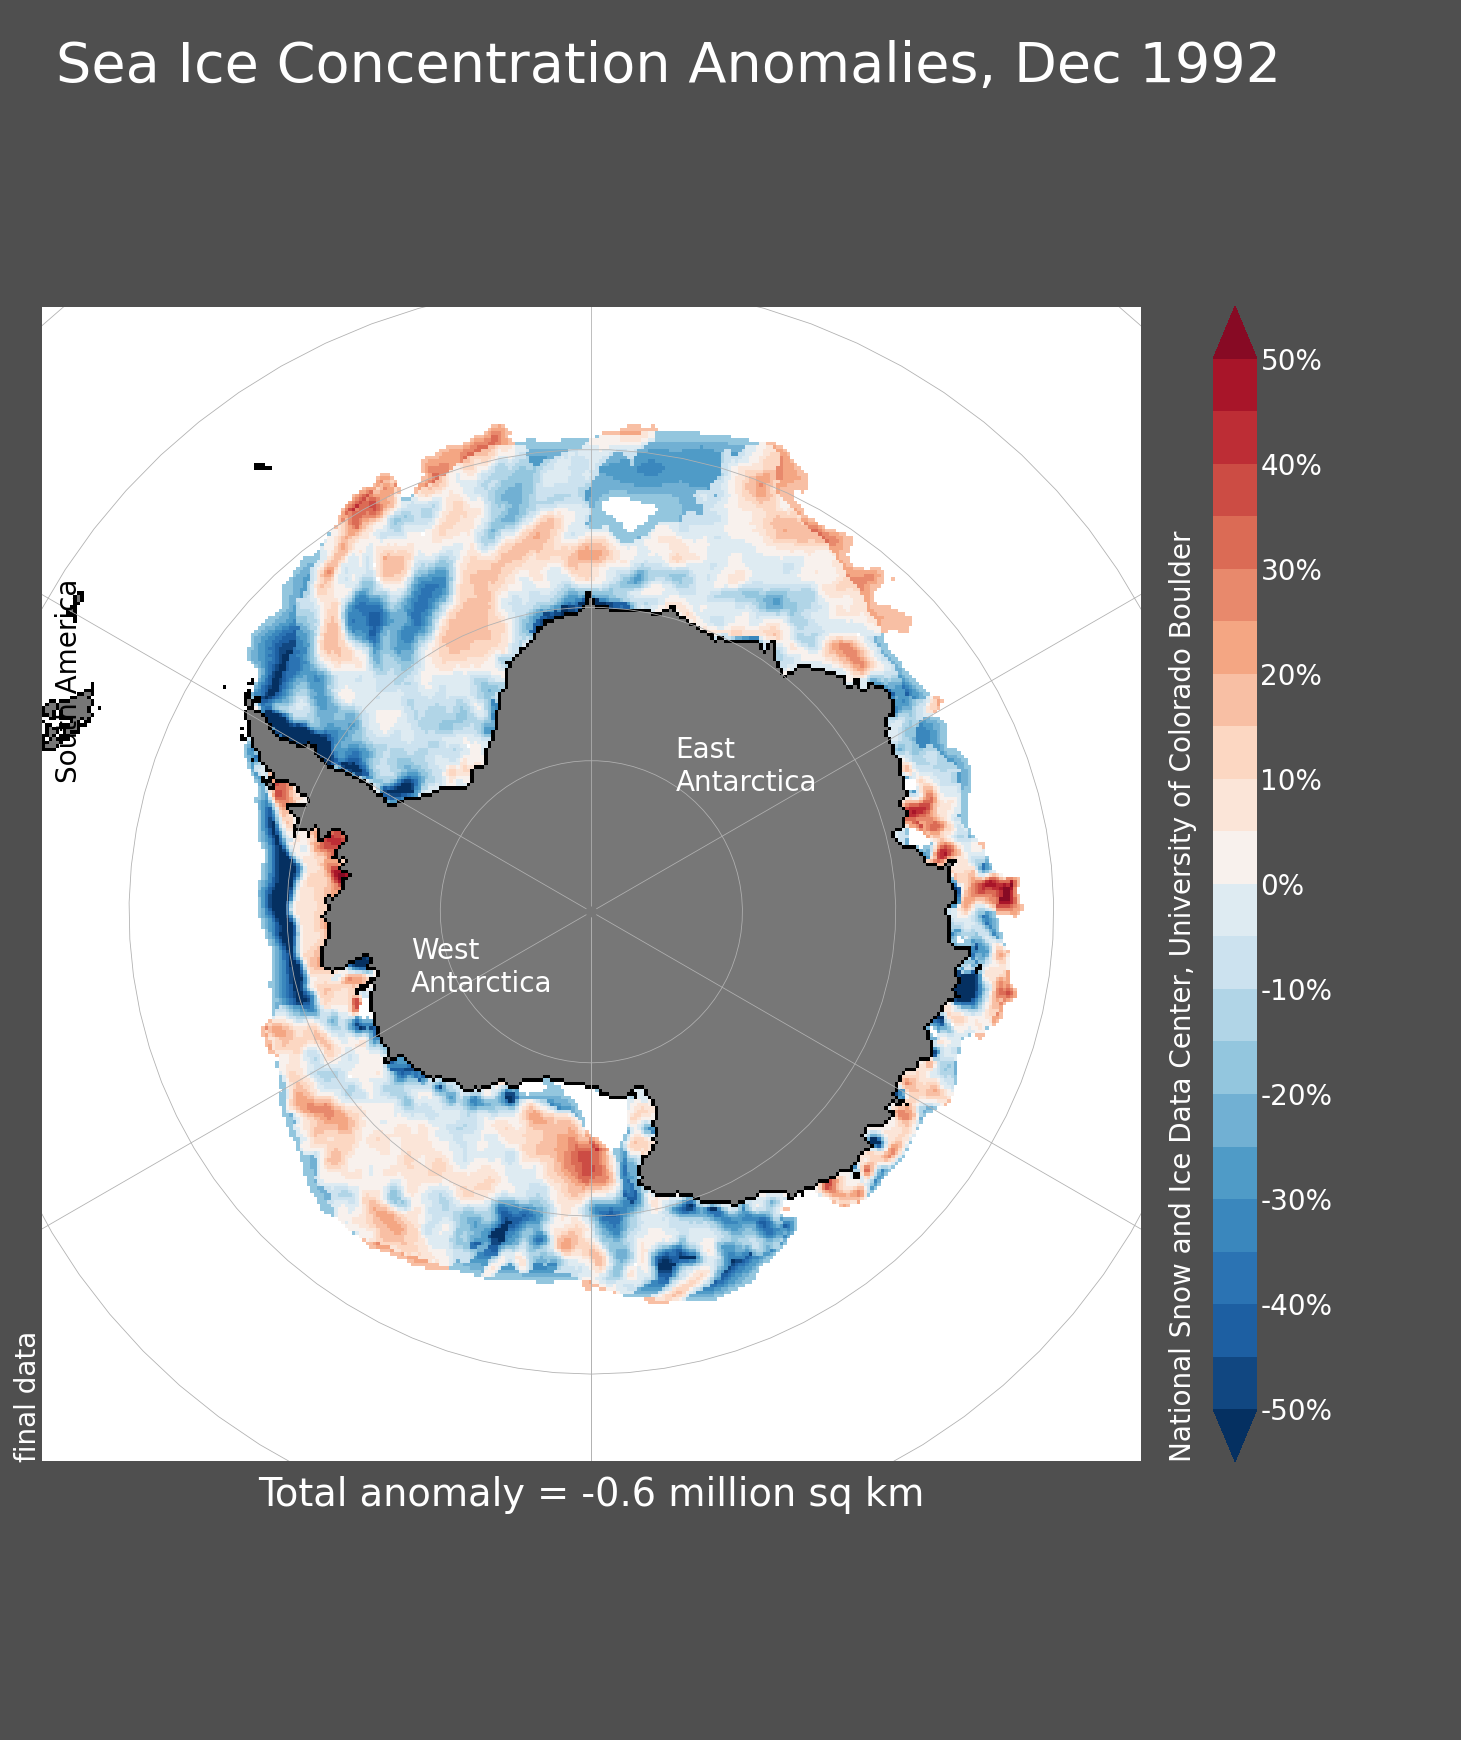 Sea Ice Concentration Anomalies, Dec 1992
South America
East
Antarctica
West
Antarctica
final data
National Snow and Ice Data Center, University of Colorado Boulder
50%
40%
30%
20%
10%
0%
-10%
-20%
-30%
-40%
-50%
Total anomaly = -0.6 million sq km